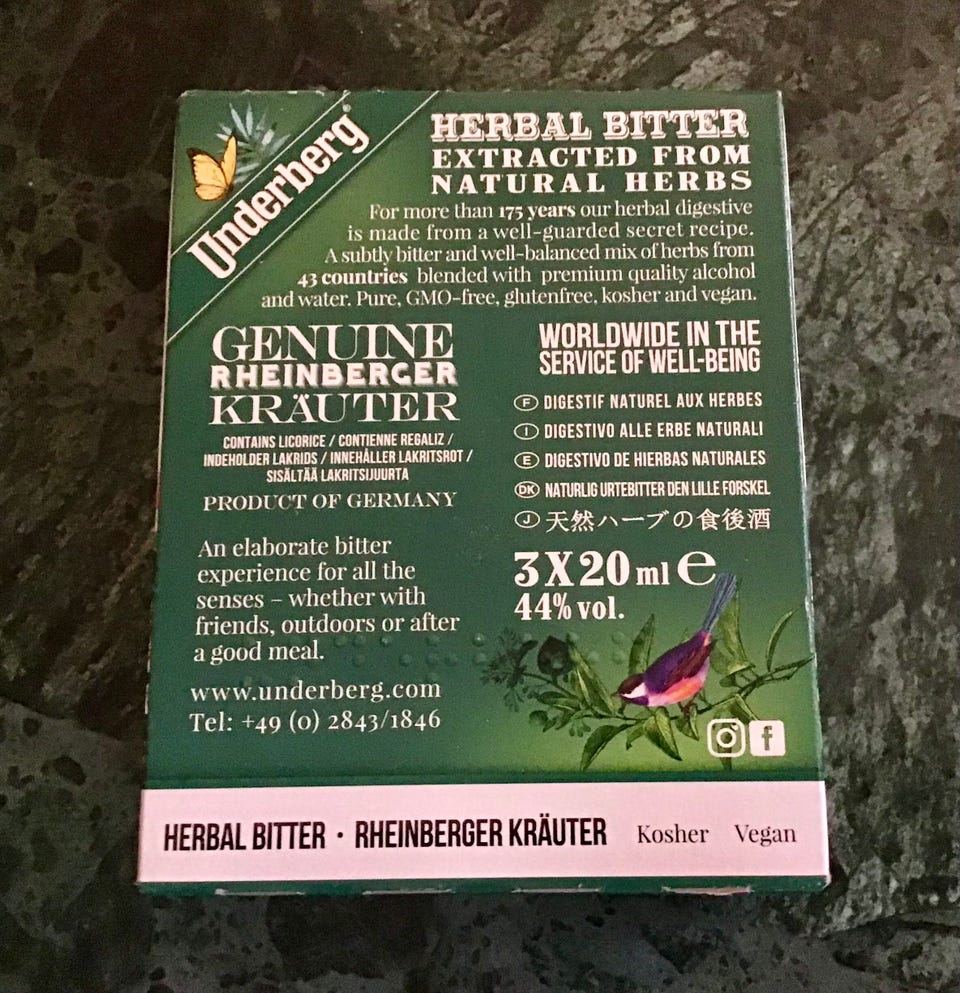 Underberg®
HERBAL BITTER
EXTRACTED FROM
NATURAL HERBS
For more than 175 years our herbal digestive
is made from a well-guarded secret recipe.
A subtly bitter and well-balanced mix of herbs from
43 countries blended with premium quality alcohol
and water. Pure, GMO-free, glutenfree, kosher and vegan.
GENUINE
RHEINBERGER
KRÄUTER
CONTAINS LICORICE / CONTIENNE REGALIZ /
INDEHOLDER LAKRIDS / INNEHÅLLER LAKRITSROT /
SISÄLTÄÄ LAKRITSIJUURTA
PRODUCT OF GERMANY
An elaborate bitter
experience for all the
senses – whether with
friends, outdoors or after
a good meal.
www.underberg.com
Tel: +49 (0) 2843/1846
WORLDWIDE IN THE
SERVICE OF WELL-BEING
F DIGESTIF NATUREL AUX HERBES
I DIGESTIVO ALLE ERBE NATURALI
E DIGESTIVO DE HIERBAS NATURALES
DK NATURLIG URTEBITTER DEN LILLE FORSKEL
J 天然ハーブの食後酒
3 X 20 ml e
44% vol.
HERBAL BITTER · RHEINBERGER KRÄUTER Kosher Vegan